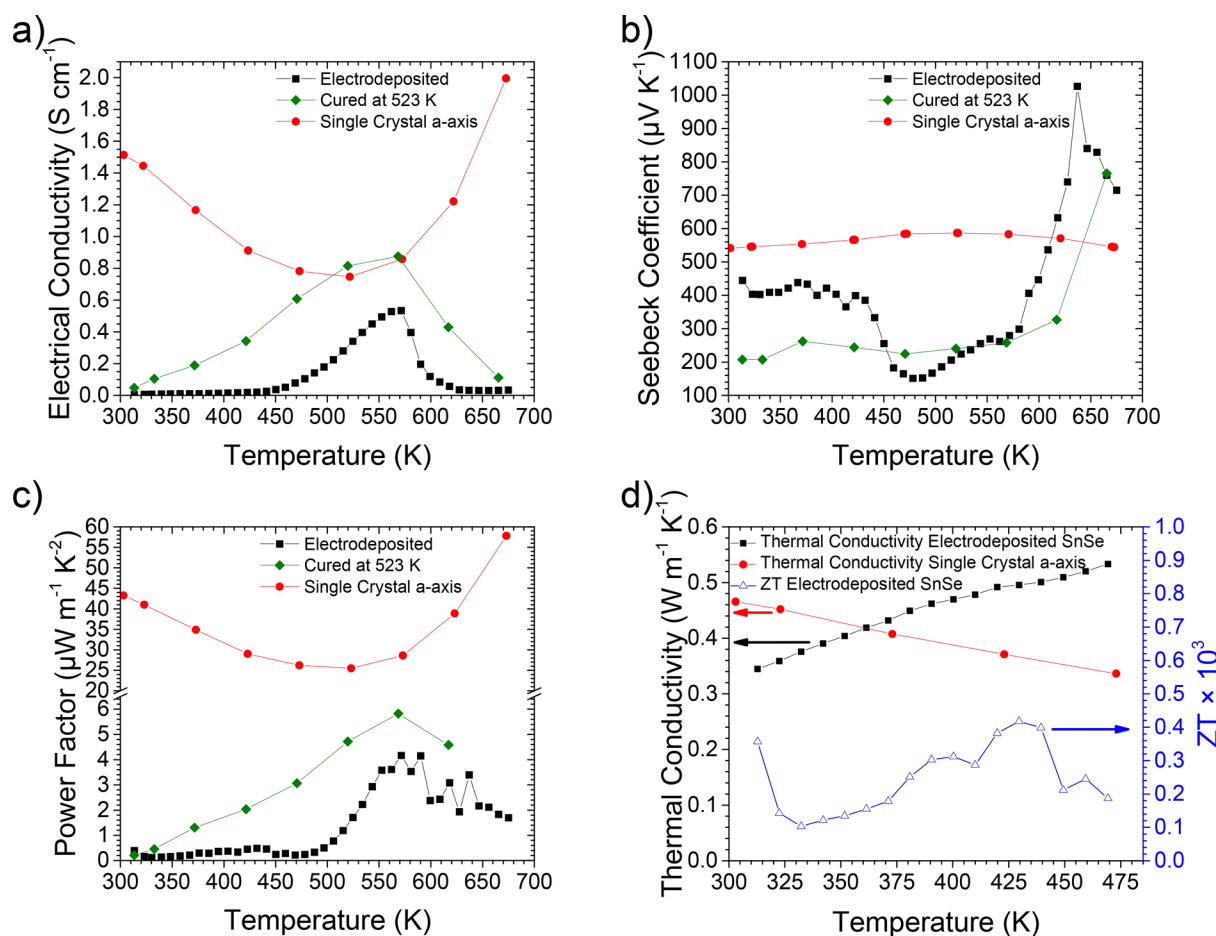 a)
Electrical Conductivity (S cm⁻¹)
2.0
1.8
1.6
1.4
1.2
1.0
0.8
0.6
0.4
0.2
0.0
Electrodeposited
Cured at 523 K
Single Crystal a-axis
300 350 400 450 500 550 600 650 700
Temperature (K)
b)
Seebeck Coefficient (µV K⁻¹)
1100
1000
900
800
700
600
500
400
300
200
100
Electrodeposited
Cured at 523 K
Single Crystal a-axis
300 350 400 450 500 550 600 650 700
Temperature (K)
c)
Power Factor (µW m⁻¹ K⁻²)
60
55
50
45
40
35
30
25
20
6
5
4
3
2
1
0
Electrodeposited
Cured at 523 K
Single Crystal a-axis
300 350 400 450 500 550 600 650 700
Temperature (K)
d)
Thermal Conductivity (W m⁻¹ K⁻¹)
0.6
0.5
0.4
0.3
0.2
0.1
0.0
Thermal Conductivity Electrodeposited SnSe
Thermal Conductivity Single Crystal a-axis
ZT Electrodeposited SnSe
1.0
0.9
0.8
0.7
0.6
0.5
0.4
0.3
0.2
0.1
0.0
ZT × 10³
300 325 350 375 400 425 450 475
Temperature (K)